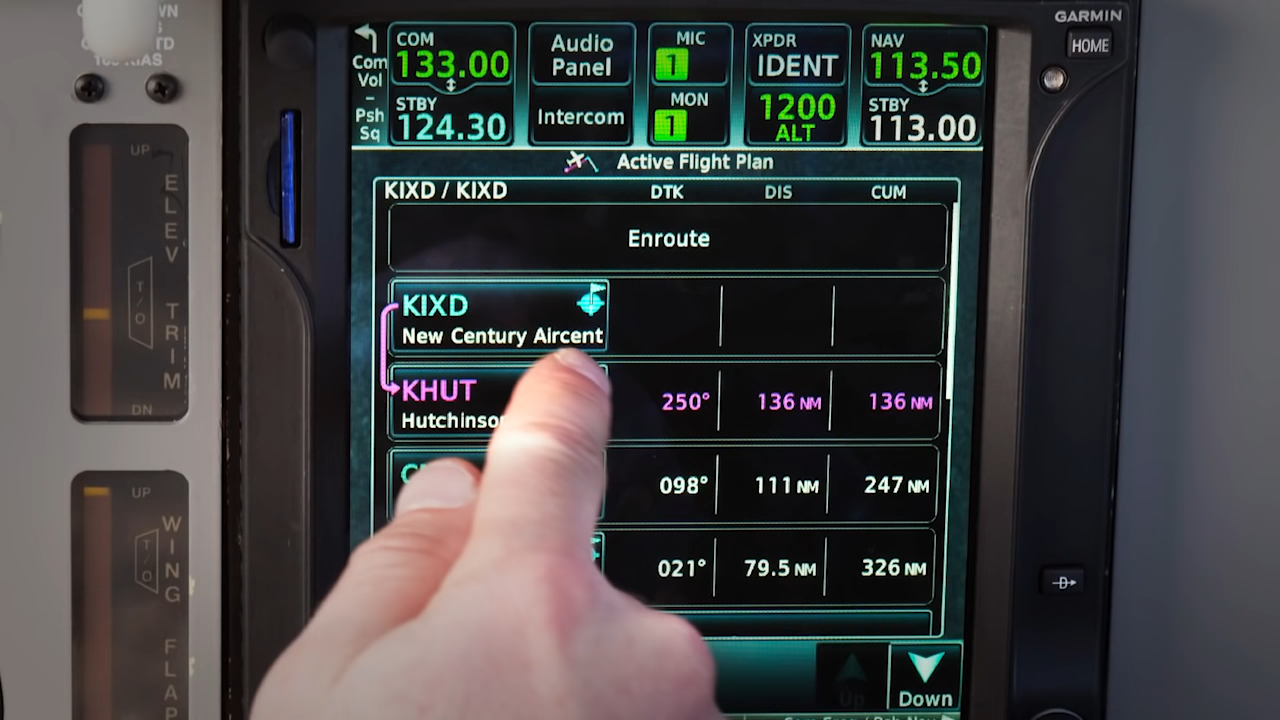 GARMIN
HOME
Com
Vol
-
Psh
Sq
COM
133.00
STBY
124.30
Audio
Panel
Intercom
MIC
1
MON
1
XPDR
IDENT
1200
ALT
NAV
113.50
STBY
113.00
Active Flight Plan
KIXD / KIXD DTK DIS CUM
Enroute
KIXD
New Century Aircent
KHUT 250° 136 NM 136 NM
098° 111 NM 247 NM
021° 79.5 NM 326 NM
Down
Up
UP
ELEV TRIM
T/O
DN
UP
WING FLAP
T/O